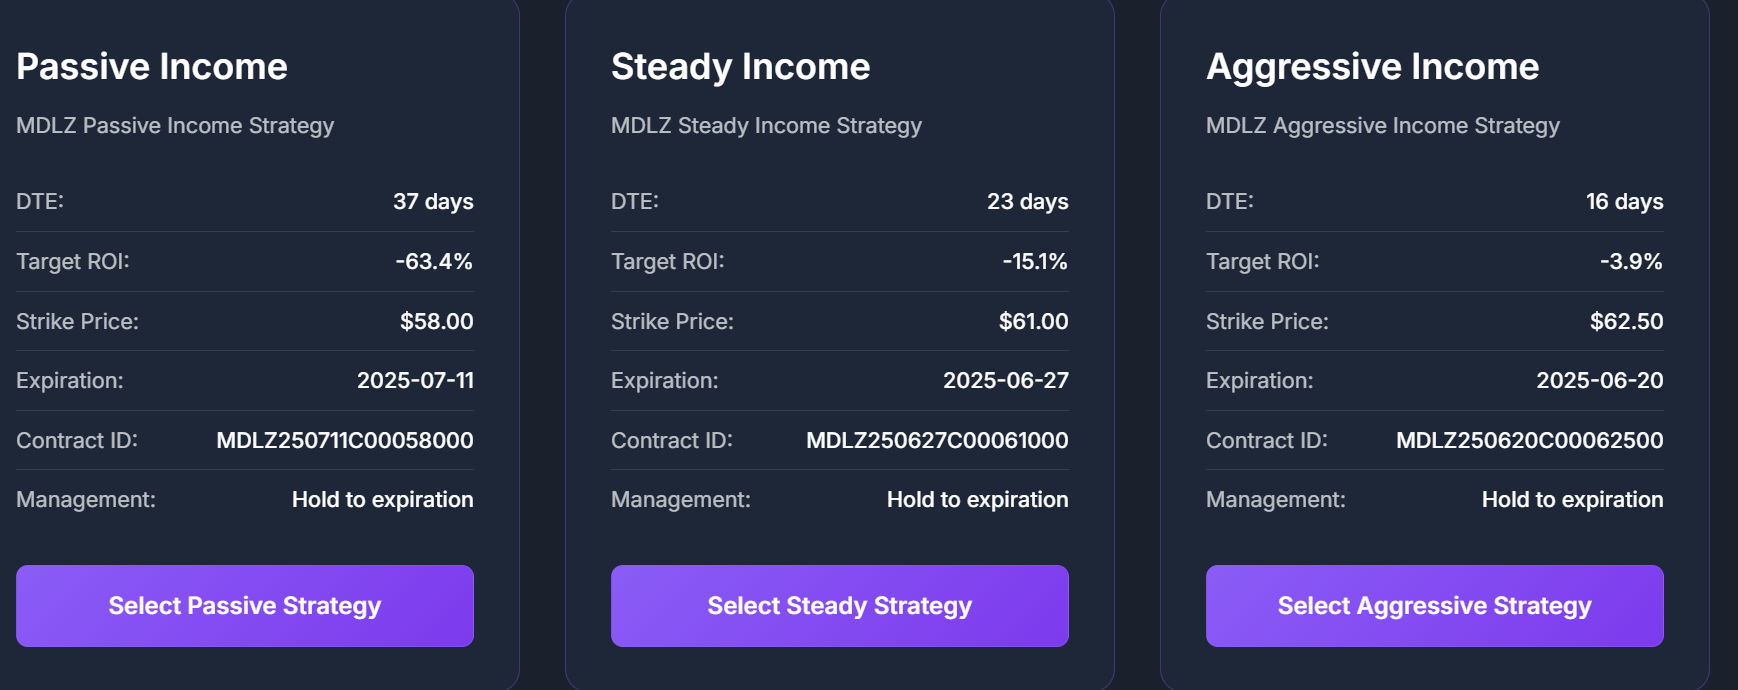 Passive Income
MDLZ Passive Income Strategy
DTE: 37 days
Target ROI: -63.4%
Strike Price: $58.00
Expiration: 2025-07-11
Contract ID: MDLZ250711C00058000
Management: Hold to expiration
Select Passive Strategy
Steady Income
MDLZ Steady Income Strategy
DTE: 23 days
Target ROI: -15.1%
Strike Price: $61.00
Expiration: 2025-06-27
Contract ID: MDLZ250627C00061000
Management: Hold to expiration
Select Steady Strategy
Aggressive Income
MDLZ Aggressive Income Strategy
DTE: 16 days
Target ROI: -3.9%
Strike Price: $62.50
Expiration: 2025-06-20
Contract ID: MDLZ250620C00062500
Management: Hold to expiration
Select Aggressive Strategy